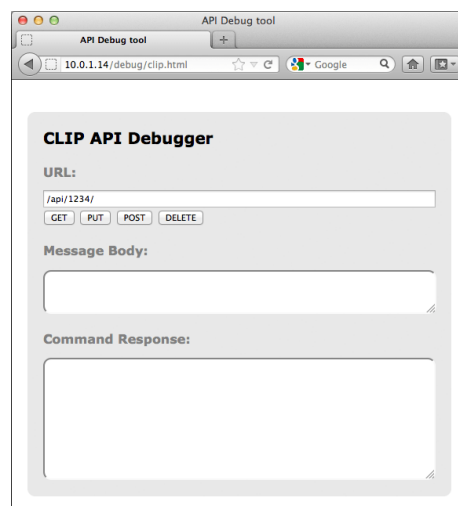 API Debug tool
API Debug tool
10.0.1.14/debug/clip.html
Google
CLIP API Debugger
URL:
/api/1234/
GET PUT POST DELETE
Message Body:
Command Response: